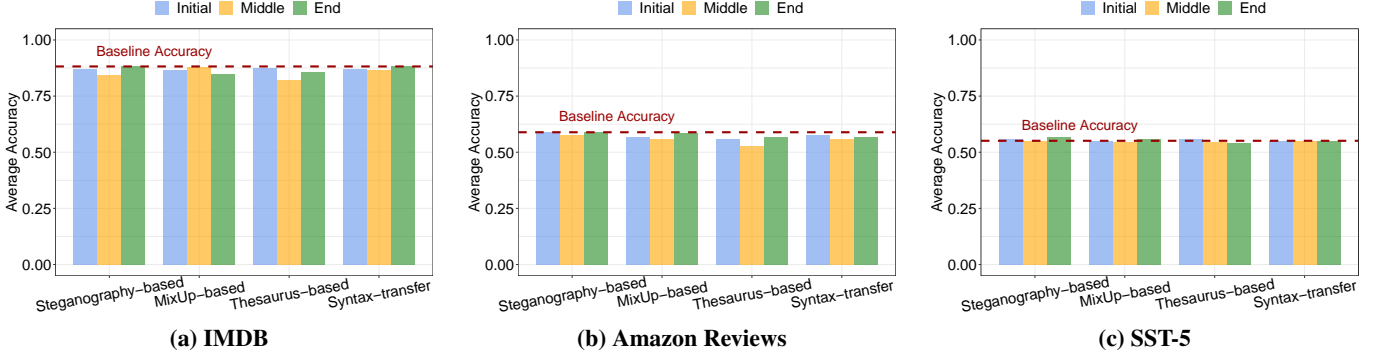 Initial Middle End
Average Accuracy
1.00
0.75
0.50
0.25
0.00
Baseline Accuracy
Steganography−based
MixUp−based
Thesaurus−based
Syntax−transfer
(a) IMDB
Initial Middle End
Average Accuracy
1.00
0.75
0.50
0.25
0.00
Baseline Accuracy
Steganography−based
MixUp−based
Thesaurus−based
Syntax−transfer
(b) Amazon Reviews
Initial Middle End
Average Accuracy
1.00
0.75
0.50
0.25
0.00
Baseline Accuracy
Steganography−based
MixUp−based
Thesaurus−based
Syntax−transfer
(c) SST-5